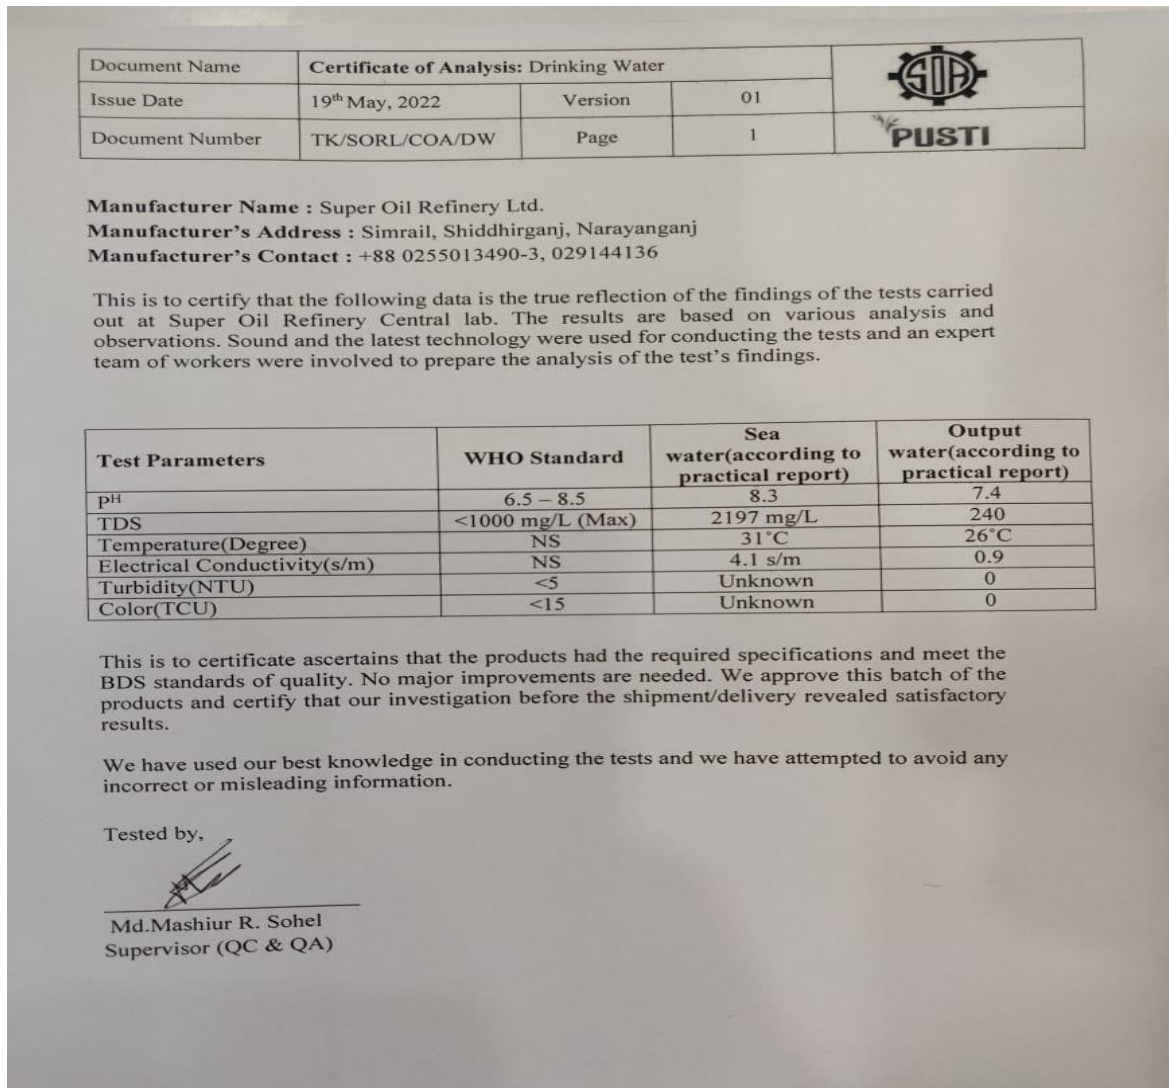 Document Name Certificate of Analysis: Drinking Water
SOR
Issue Date 19th May, 2022 Version 01
Document Number TK/SORL/COA/DW Page 1
PUSTI
Manufacturer Name : Super Oil Refinery Ltd.
Manufacturer's Address : Simrail, Shiddhirganj, Narayanganj
Manufacturer's Contact : +88 0255013490-3, 029144136
This is to certify that the following data is the true reflection of the findings of the tests carried
out at Super Oil Refinery Central lab. The results are based on various analysis and
observations. Sound and the latest technology were used for conducting the tests and an expert
team of workers were involved to prepare the analysis of the test's findings.
Test Parameters WHO Standard Sea water(according to practical report) Output water(according to practical report)
PH 6.5 – 8.5 8.3 7.4
TDS <1000 mg/L (Max) 2197 mg/L 240
Temperature(Degree) NS 31°C 26°C
Electrical Conductivity(s/m) NS 4.1 s/m 0.9
Turbidity(NTU) <5 Unknown 0
Color(TCU) <15 Unknown 0
This is to certificate ascertains that the products had the required specifications and meet the
BDS standards of quality. No major improvements are needed. We approve this batch of the
products and certify that our investigation before the shipment/delivery revealed satisfactory
results.
We have used our best knowledge in conducting the tests and we have attempted to avoid any
incorrect or misleading information.
Tested by,
Md.Mashiur R. Sohel
Supervisor (QC & QA)